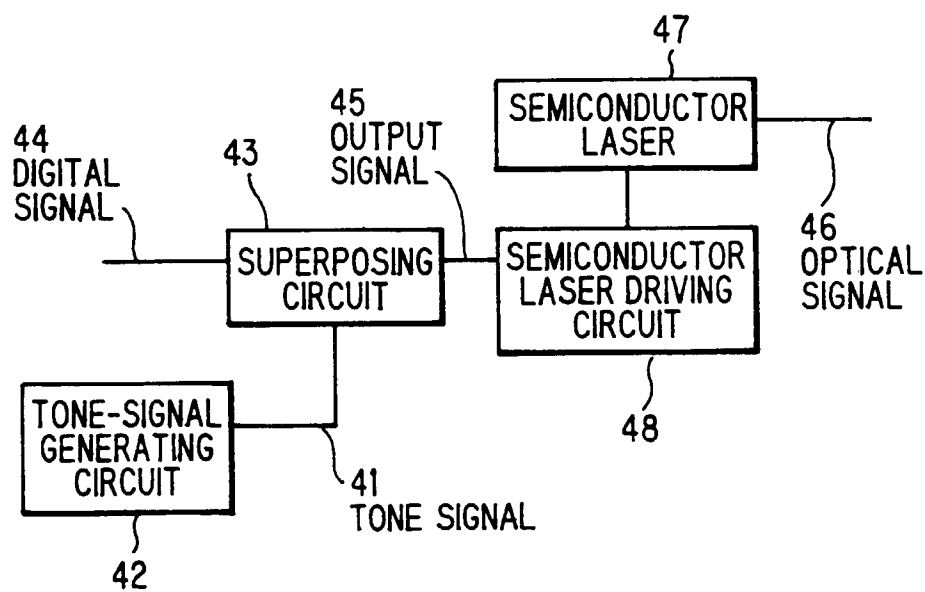 47
SEMICONDUCTOR
LASER
45
OUTPUT
SIGNAL
44
DIGITAL
SIGNAL
43
SUPERPOSING
CIRCUIT
SEMICONDUCTOR
LASER DRIVING
CIRCUIT
46
OPTICAL
SIGNAL
TONE-SIGNAL
GENERATING
CIRCUIT
48
41
TONE SIGNAL
42